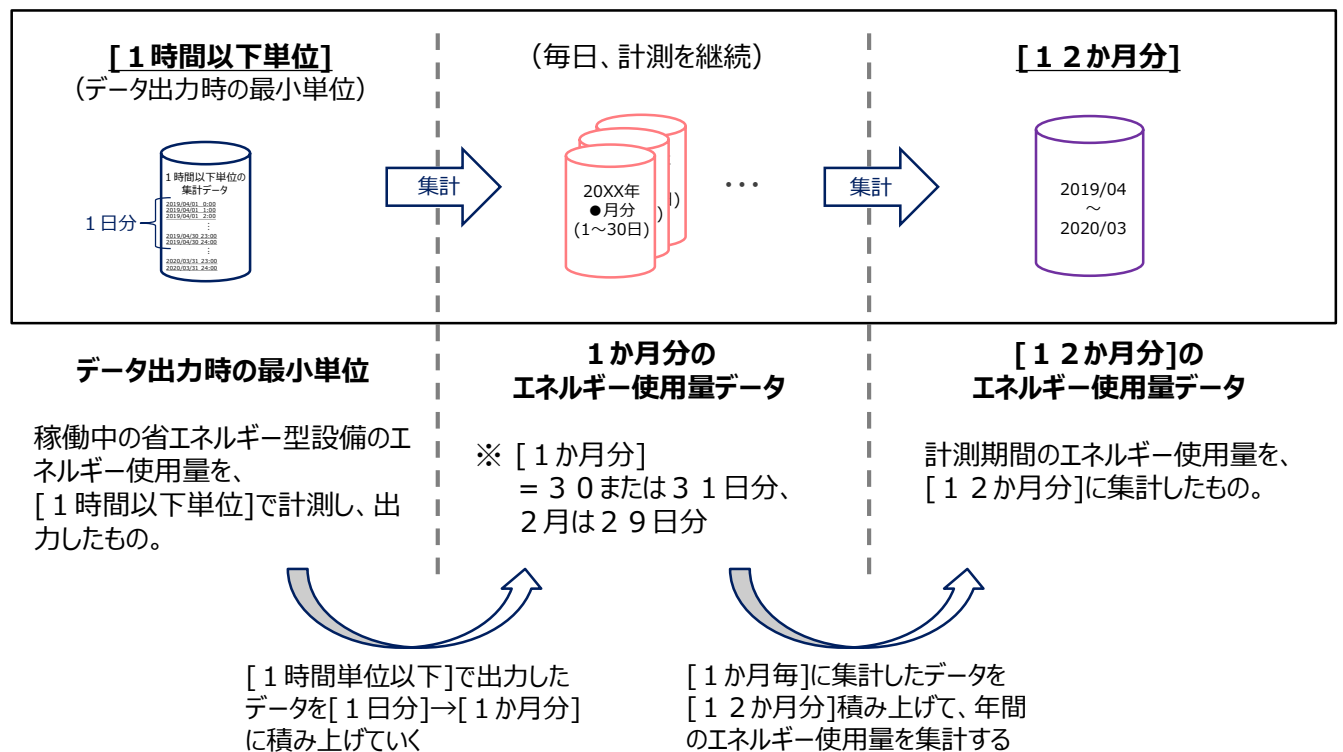 [１時間以下単位]
（データ出力時の最小単位）
１時間以下単位の
集計データ
2019/04/01 0:00
2019/04/01 1:00
2019/04/01 2:00
⋮
2019/04/30 23:00
2019/04/30 24:00
⋮
2020/03/31 23:00
2020/03/31 24:00
１日分
集計
（毎日、計測を継続）
20XX年
●月分
(1～30日)
…
集計
[１２か月分]
2019/04
～
2020/03
データ出力時の最小単位
稼働中の省エネルギー型設備のエ
ネルギー使用量を、
[１時間以下単位]で計測し、出
力したもの。
１か月分の
エネルギー使用量データ
※ [１か月分]
=３０または３１日分、
２月は２９日分
[１２か月分]の
エネルギー使用量データ
計測期間のエネルギー使用量を、
[１２か月分]に集計したもの。
[１時間単位以下]で出力した
データを[１日分]→[１か月分]
に積み上げていく
[１か月毎]に集計したデータを
[１２か月分]積み上げて、年間
のエネルギー使用量を集計する